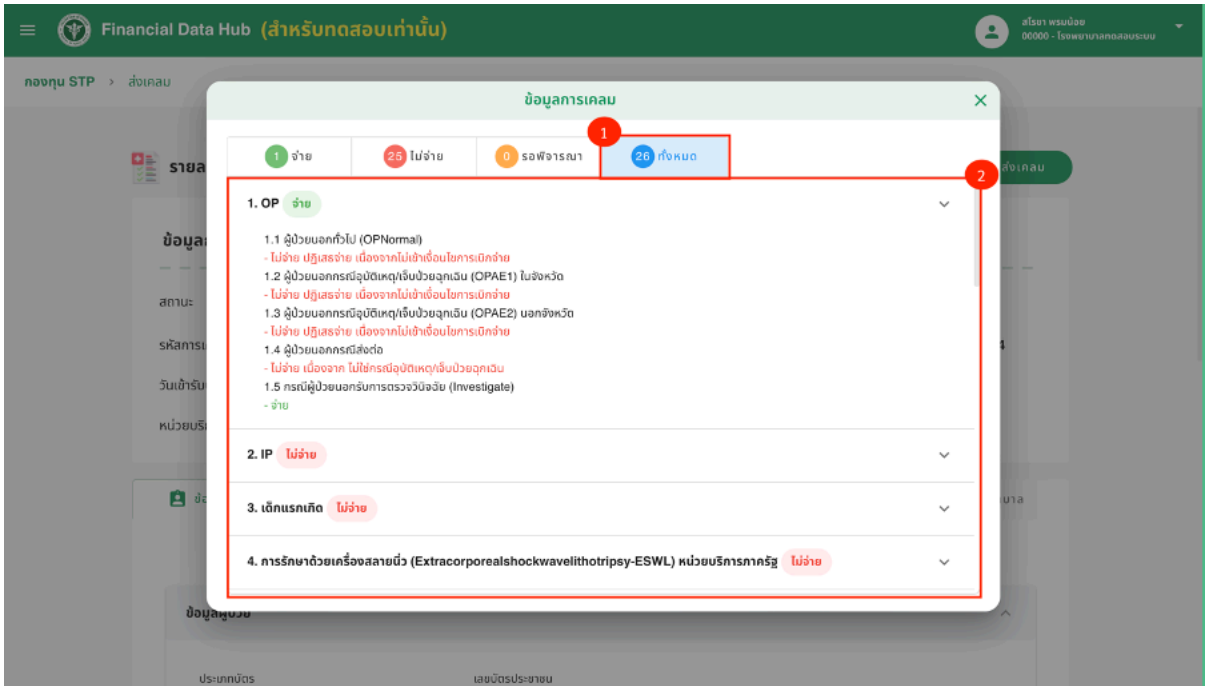 Financial Data Hub (สำหรับทดสอบเท่านั้น)
สโรชา พรมน้อย
00000 - โรงพยาบาลทดสอบระบบ
กองทุน STP > ส่งเคลม
ข้อมูลการเคลม
1
1 จ่าย
25 ไม่จ่าย
0 รอพิจารณา
26 ทั้งหมด
2
ส่งเคลม
1. OP จ่าย
1.1 ผู้ป่วยนอกทั่วไป (OPNormal)
- ไม่จ่าย ปฏิเสธจ่าย เนื่องจากไม่เข้าเงื่อนไขการเบิกจ่าย
1.2 ผู้ป่วยนอกกรณีอุบัติเหตุ/เจ็บป่วยฉุกเฉิน (OPAE1) ในจังหวัด
- ไม่จ่าย ปฏิเสธจ่าย เนื่องจากไม่เข้าเงื่อนไขการเบิกจ่าย
1.3 ผู้ป่วยนอกกรณีอุบัติเหตุ/เจ็บป่วยฉุกเฉิน (OPAE2) นอกจังหวัด
- ไม่จ่าย ปฏิเสธจ่าย เนื่องจากไม่เข้าเงื่อนไขการเบิกจ่าย
1.4 ผู้ป่วยนอกกรณีส่งต่อ
- ไม่จ่าย เนื่องจาก ไม่ใช่กรณีอุบัติเหตุ/เจ็บป่วยฉุกเฉิน
1.5 กรณีผู้ป่วยนอกรับการตรวจวินิจฉัย (Investigate)
- จ่าย
สถานะ
2. IP ไม่จ่าย
3. เด็กแรกเกิด ไม่จ่าย
4. การรักษาด้วยเครื่องสลายนิ่ว (Extracorporealshockwavelithotripsy-ESWL) หน่วยบริการภาครัฐ ไม่จ่าย
ข้อมูลผู้ป่วย
ประเภทบัตร
เลขบัตรประชาชน